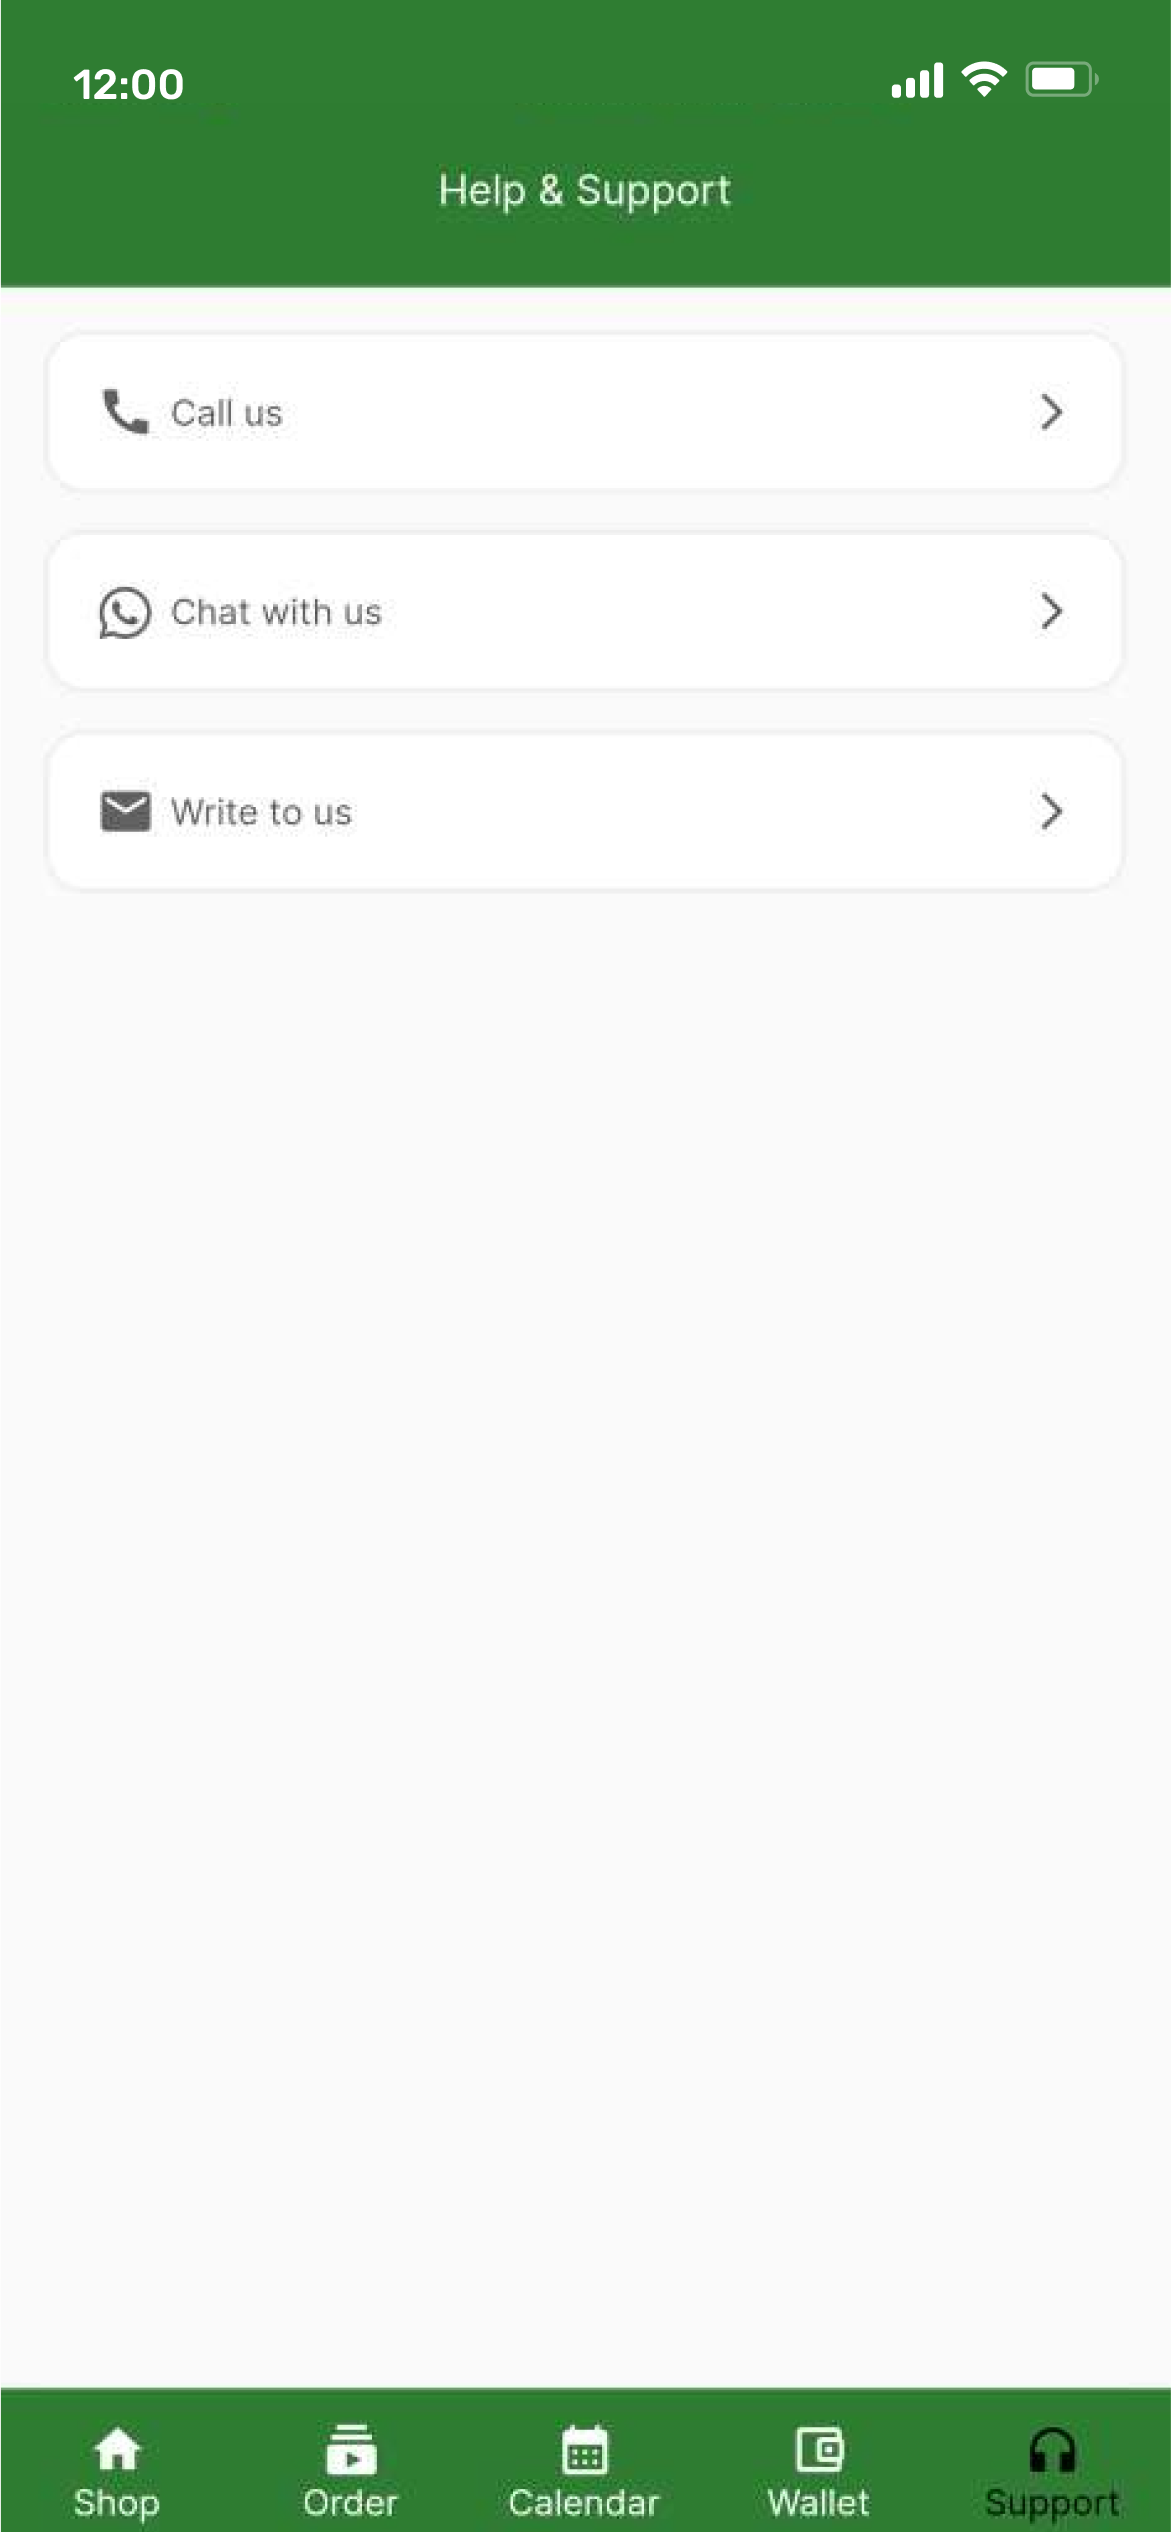 12:00
Help & Support
Call us
Chat with us
Write to us
Shop
Order
Calendar
Wallet
Support